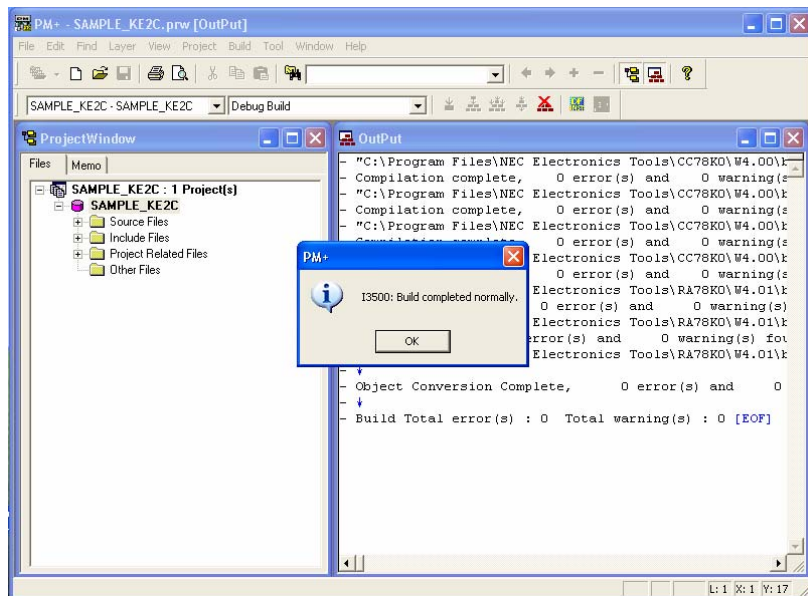 PM+ - SAMPLE_KE2C.prw [OutPut]
File Edit Find Layer View Project Build Tool Window Help
SAMPLE_KE2C - SAMPLE_KE2C
Debug Build
ProjectWindow
Files Memo
SAMPLE_KE2C : 1 Project(s)
SAMPLE_KE2C
Source Files
Include Files
Project Related Files
Other Files
OutPut
- "C:\Program Files\NEC Electronics Tools\CC78K0\W4.00\b
- Compilation complete, 0 error(s) and 0 warning(s
- "C:\Program Files\NEC Electronics Tools\CC78K0\W4.00\b
- Compilation complete, 0 error(s) and 0 warning(s
- "C:\Program Files\NEC Electronics Tools\CC78K0\W4.00\b
0 error(s) and 0 warning(s
Electronics Tools\CC78K0\W4.00\b
0 error(s) and 0 warning(s
Electronics Tools\RA78K0\W4.01\b
0 error(s) and 0 warning(s)
Electronics Tools\RA78K0\W4.01\b
error(s) and 0 warning(s) fou
Electronics Tools\RA78K0\W4.01\b
- ↓
- Object Conversion Complete, 0 error(s) and 0
- ↓
- Build Total error(s) : 0 Total warning(s) : 0 [EOF]
PM+
I3500: Build completed normally.
OK
L: 1 X: 1 Y: 17